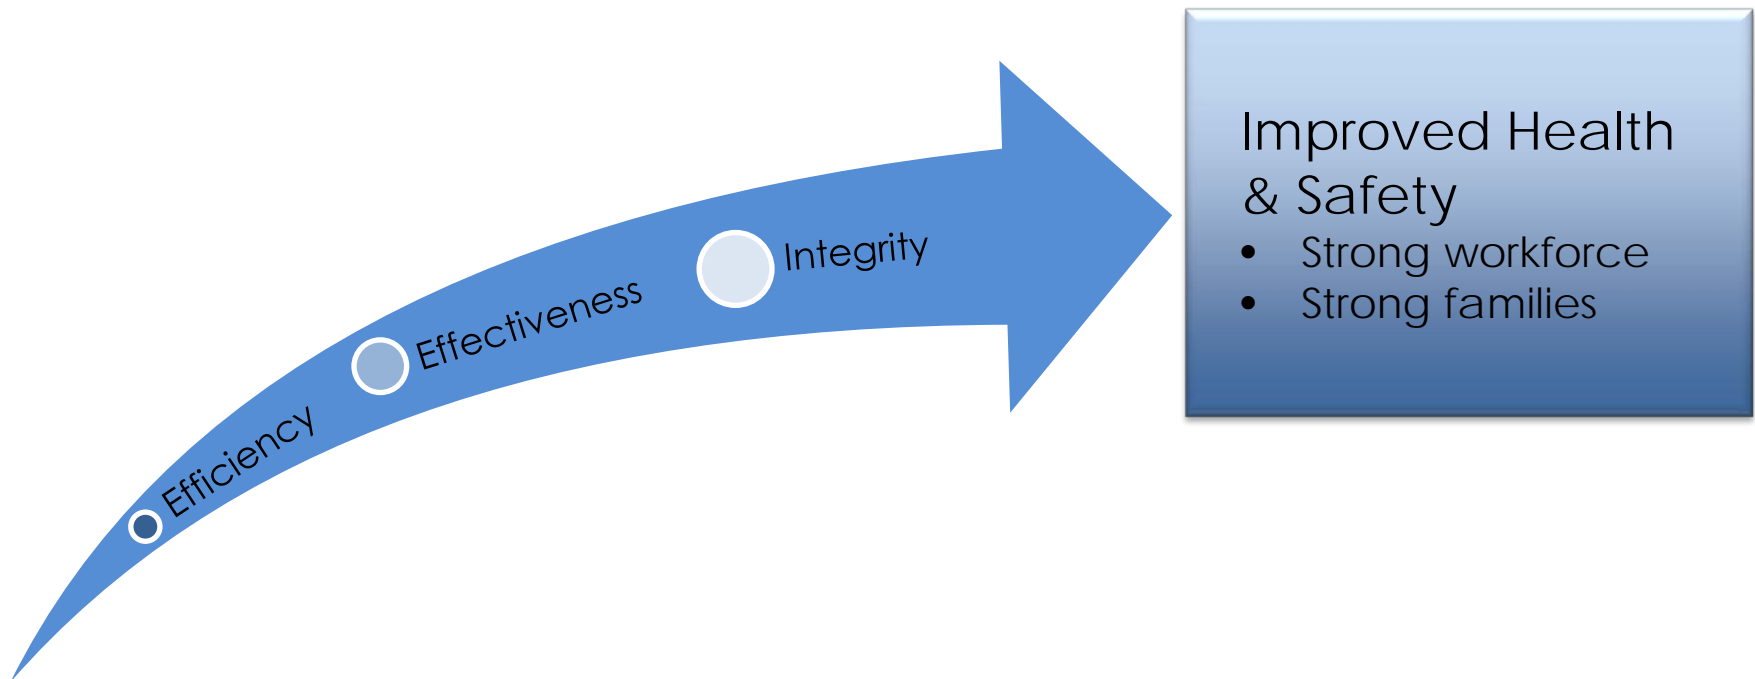 Efficiency
Effectiveness
Integrity
Improved Health
& Safety
• Strong workforce
• Strong families